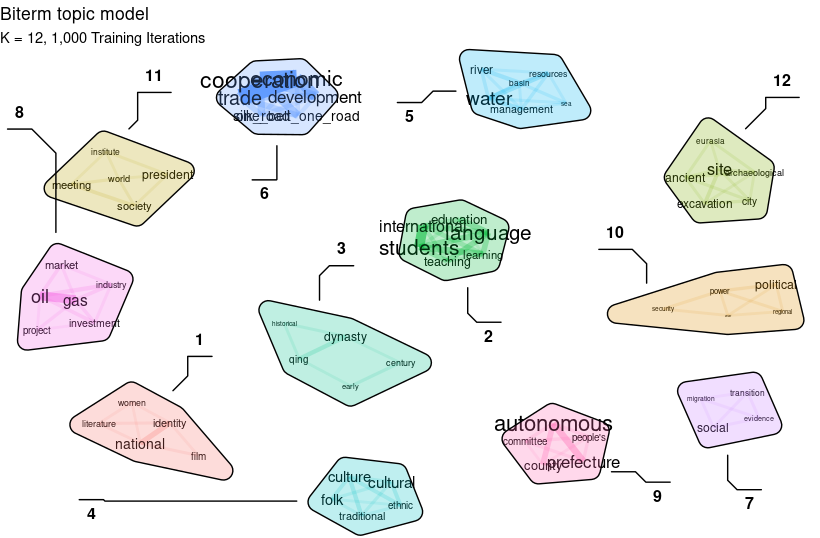 Biterm topic model
K = 12, 1,000 Training Iterations
11
8
institute
meeting
world
president
society
cooperation
economic
trade
development
silk_road
one_belt_one_road
6
river
resources
basin
water
sea
management
5
12
eurasia
site
archaeological
ancient
excavation
city
education
international
language
students
learning
teaching
2
3
historical
dynasty
qing
century
early
10
power
political
security
regional
market
industry
oil
gas
project
investment
1
women
literature
identity
national
film
4
culture
cultural
folk
ethnic
traditional
autonomous
people's
committee
county
prefecture
9
migration
transition
social
evidence
7